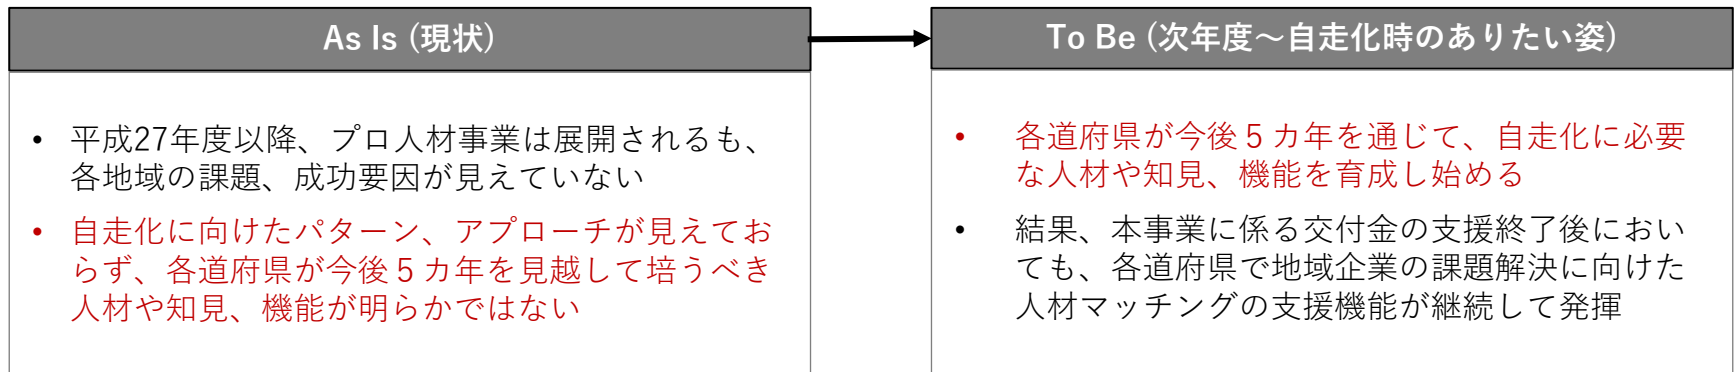 As Is (現状)
• 平成27年度以降、プロ人材事業は展開されるも、
各地域の課題、成功要因が見えていない
• 自走化に向けたパターン、アプローチが見えてお
らず、各道府県が今後５カ年を見越して培うべき
人材や知見、機能が明らかではない
To Be (次年度～自走化時のありたい姿)
• 各道府県が今後５カ年を通じて、自走化に必要
な人材や知見、機能を育成し始める
• 結果、本事業に係る交付金の支援終了後におい
ても、各道府県で地域企業の課題解決に向けた
人材マッチングの支援機能が継続して発揮